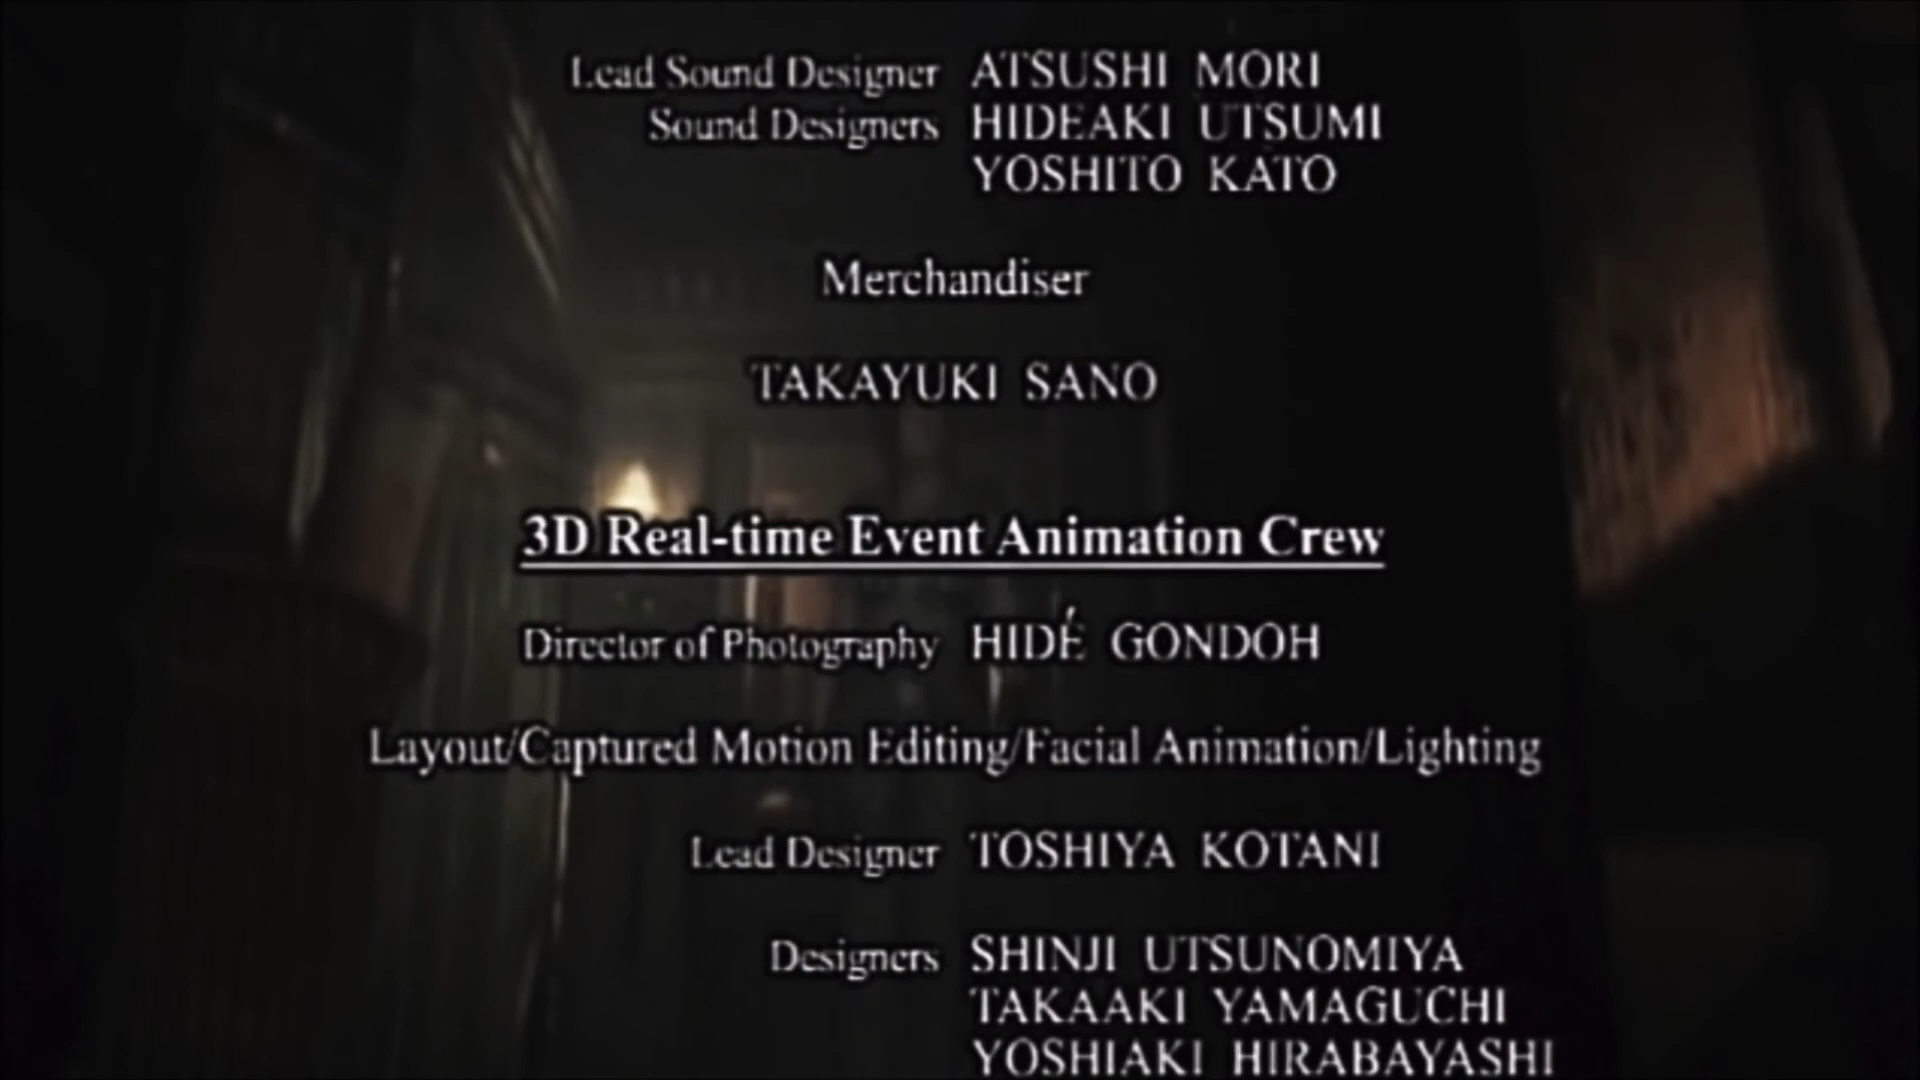 Lead Sound Designer ATSUSHI MORI
Sound Designers HIDEAKI UTSUMI
YOSHITO KATO
Merchandiser
TAKAYUKI SANO
3D Real-time Event Animation Crew
Director of Photography HIDÉ GONDOH
Layout/Captured Motion Editing/Facial Animation/Lighting
Lead Designer TOSHIYA KOTANI
Designers SHINJI UTSUNOMIYA
TAKAAKI YAMAGUCHI
YOSHIAKI HIRABAYASHI